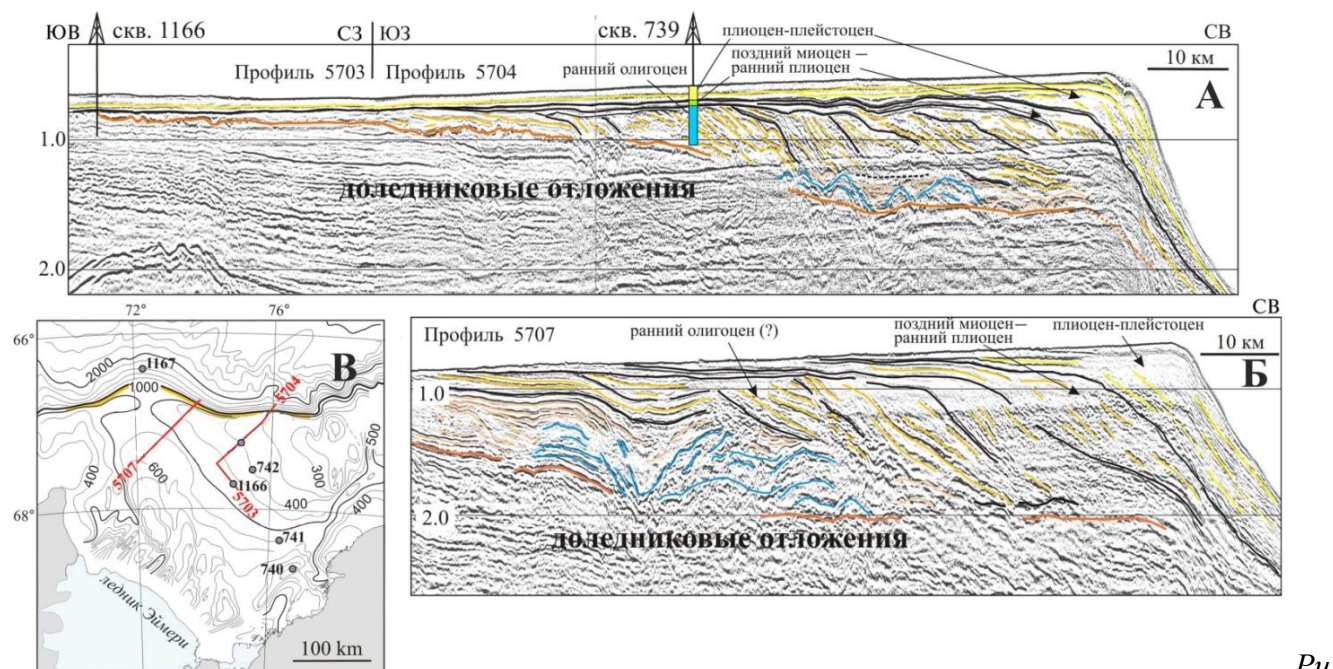 ЮВ скв. 1166 СЗ ЮЗ скв. 739 плиоцен-плейстоцен СВ
поздний миоцен –
ранний олигоцен ранний плиоцен
10 км
Профиль 5703 Профиль 5704
А
1.0
доледниковые отложения
2.0
72° 76°
66°
1167
2000
1000
В
5704
5707
400
600
742
1166
5703
300
500
400
400
68°
741
740
ледник Эймери
100 km
СВ
Профиль 5707 ранний олигоцен (?) поздний миоцен– плиоцен-плейстоцен
ранний плиоцен
10 км
Б
1.0
2.0
доледниковые отложения
Ри